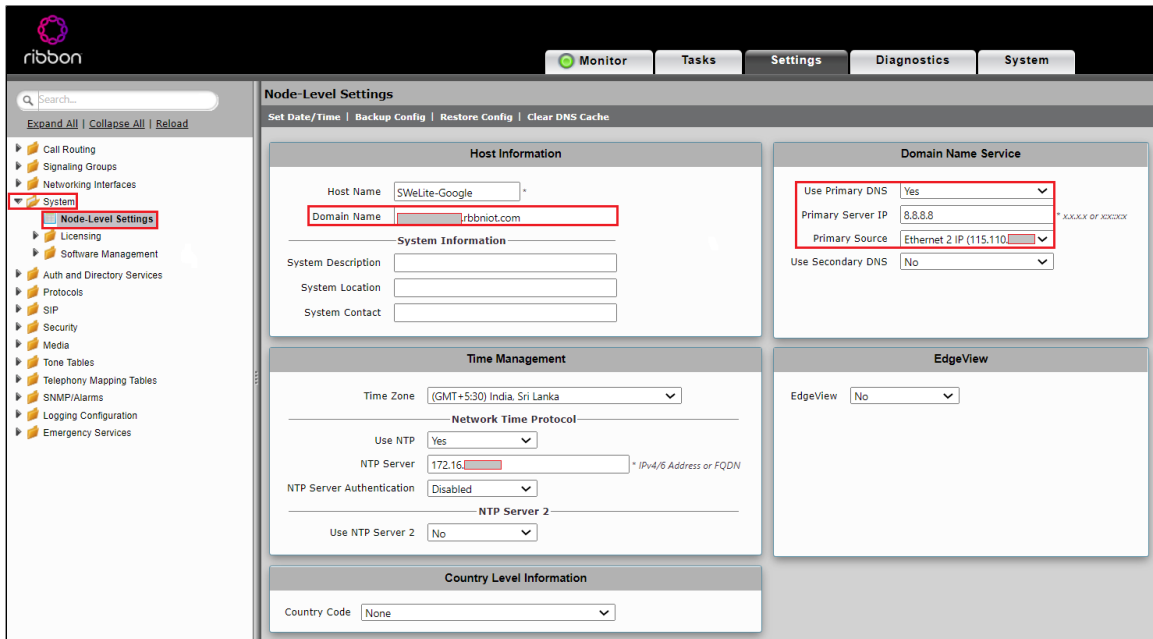 ribbon
Monitor Tasks Settings Diagnostics System
Search...
Expand All | Collapse All | Reload
Call Routing
Signaling Groups
Networking Interfaces
System
Node-Level Settings
Licensing
Software Management
Auth and Directory Services
Protocols
SIP
Security
Media
Tone Tables
Telephony Mapping Tables
SNMP/Alarms
Logging Configuration
Emergency Services
Node-Level Settings
Set Date/Time | Backup Config | Restore Config | Clear DNS Cache
Host Information
Host Name SWeLite-Google *
Domain Name .rbbniot.com
System Information
System Description
System Location
System Contact
Domain Name Service
Use Primary DNS Yes
Primary Server IP 8.8.8.8 * x.x.x.x or x:x::x:x
Primary Source Ethernet 2 IP (115.110.
Use Secondary DNS No
Time Management
Time Zone (GMT+5:30) India, Sri Lanka
Network Time Protocol
Use NTP Yes
NTP Server 172.16. * IPv4/6 Address or FQDN
NTP Server Authentication Disabled
NTP Server 2
Use NTP Server 2 No
EdgeView
EdgeView No
Country Level Information
Country Code None